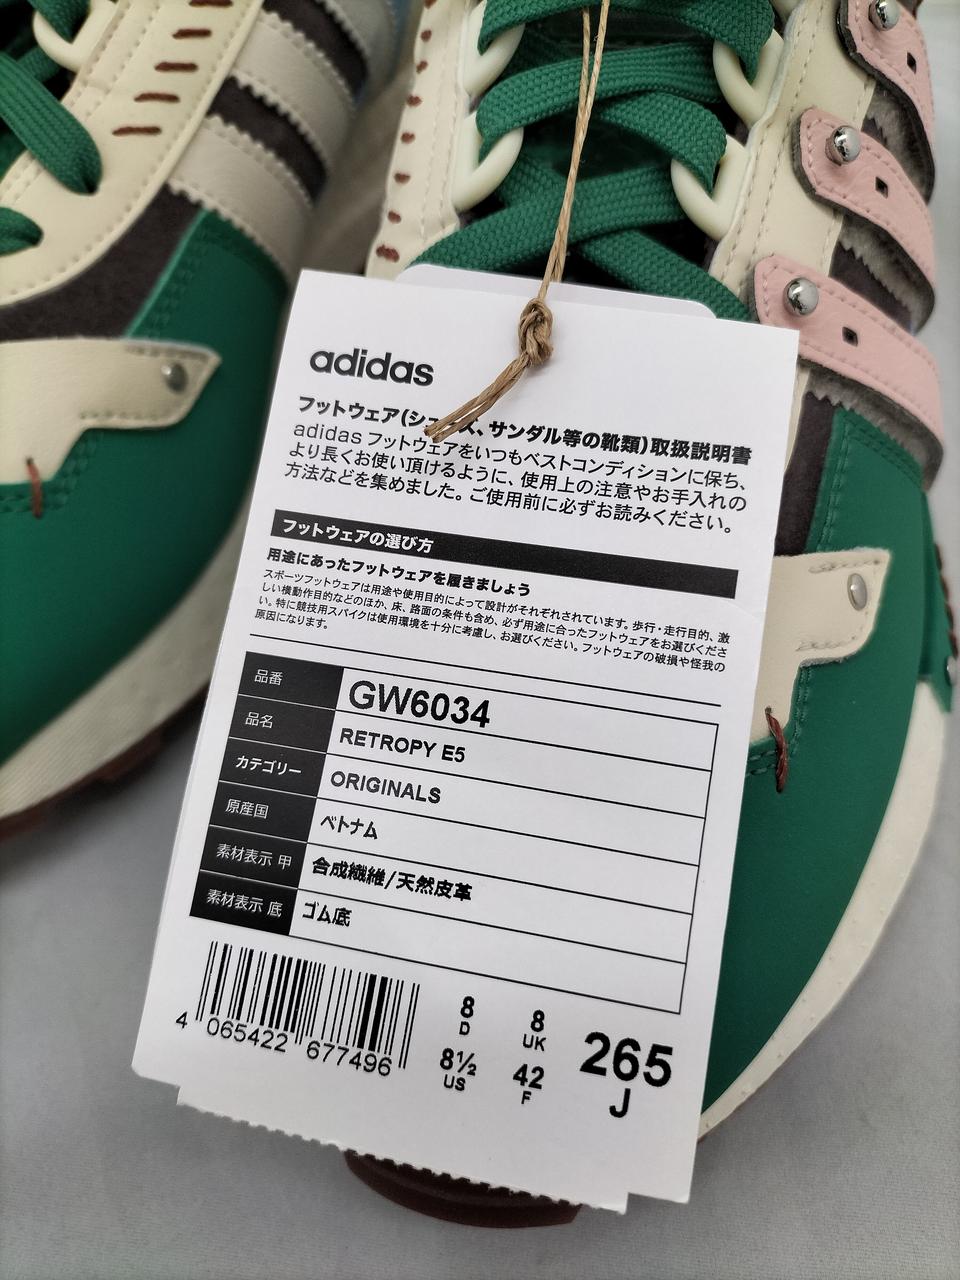 adidas
フットウェア(シューズ、サンダル等の靴類)取扱説明書
adidas フットウェアをいつもベストコンディションに保ち、
より長くお使い頂けるように、使用上の注意やお手入れの
方法などを集めました。ご使用前に必ずお読みください。
フットウェアの選び方
用途にあったフットウェアを履きましょう
スポーツフットウェアは用途や使用目的によって設計がそれぞれされています。歩行・走行目的、激
しい横動作目的などのほか、床、路面の条件も含め、必ず用途に合ったフットウェアをお選びくださ
い。特に競技用スパイクは使用環境を十分に考慮し、お選びください。フットウェアの破損や怪我の
原因になります。
品番 GW6034
品名 RETROPY E5
カテゴリー ORIGINALS
原産国 ベトナム
素材表示 甲 合成繊維/天然皮革
素材表示 底 ゴム底
4 065422 677496
8 D
8 UK
8½ US
42 F
265 J